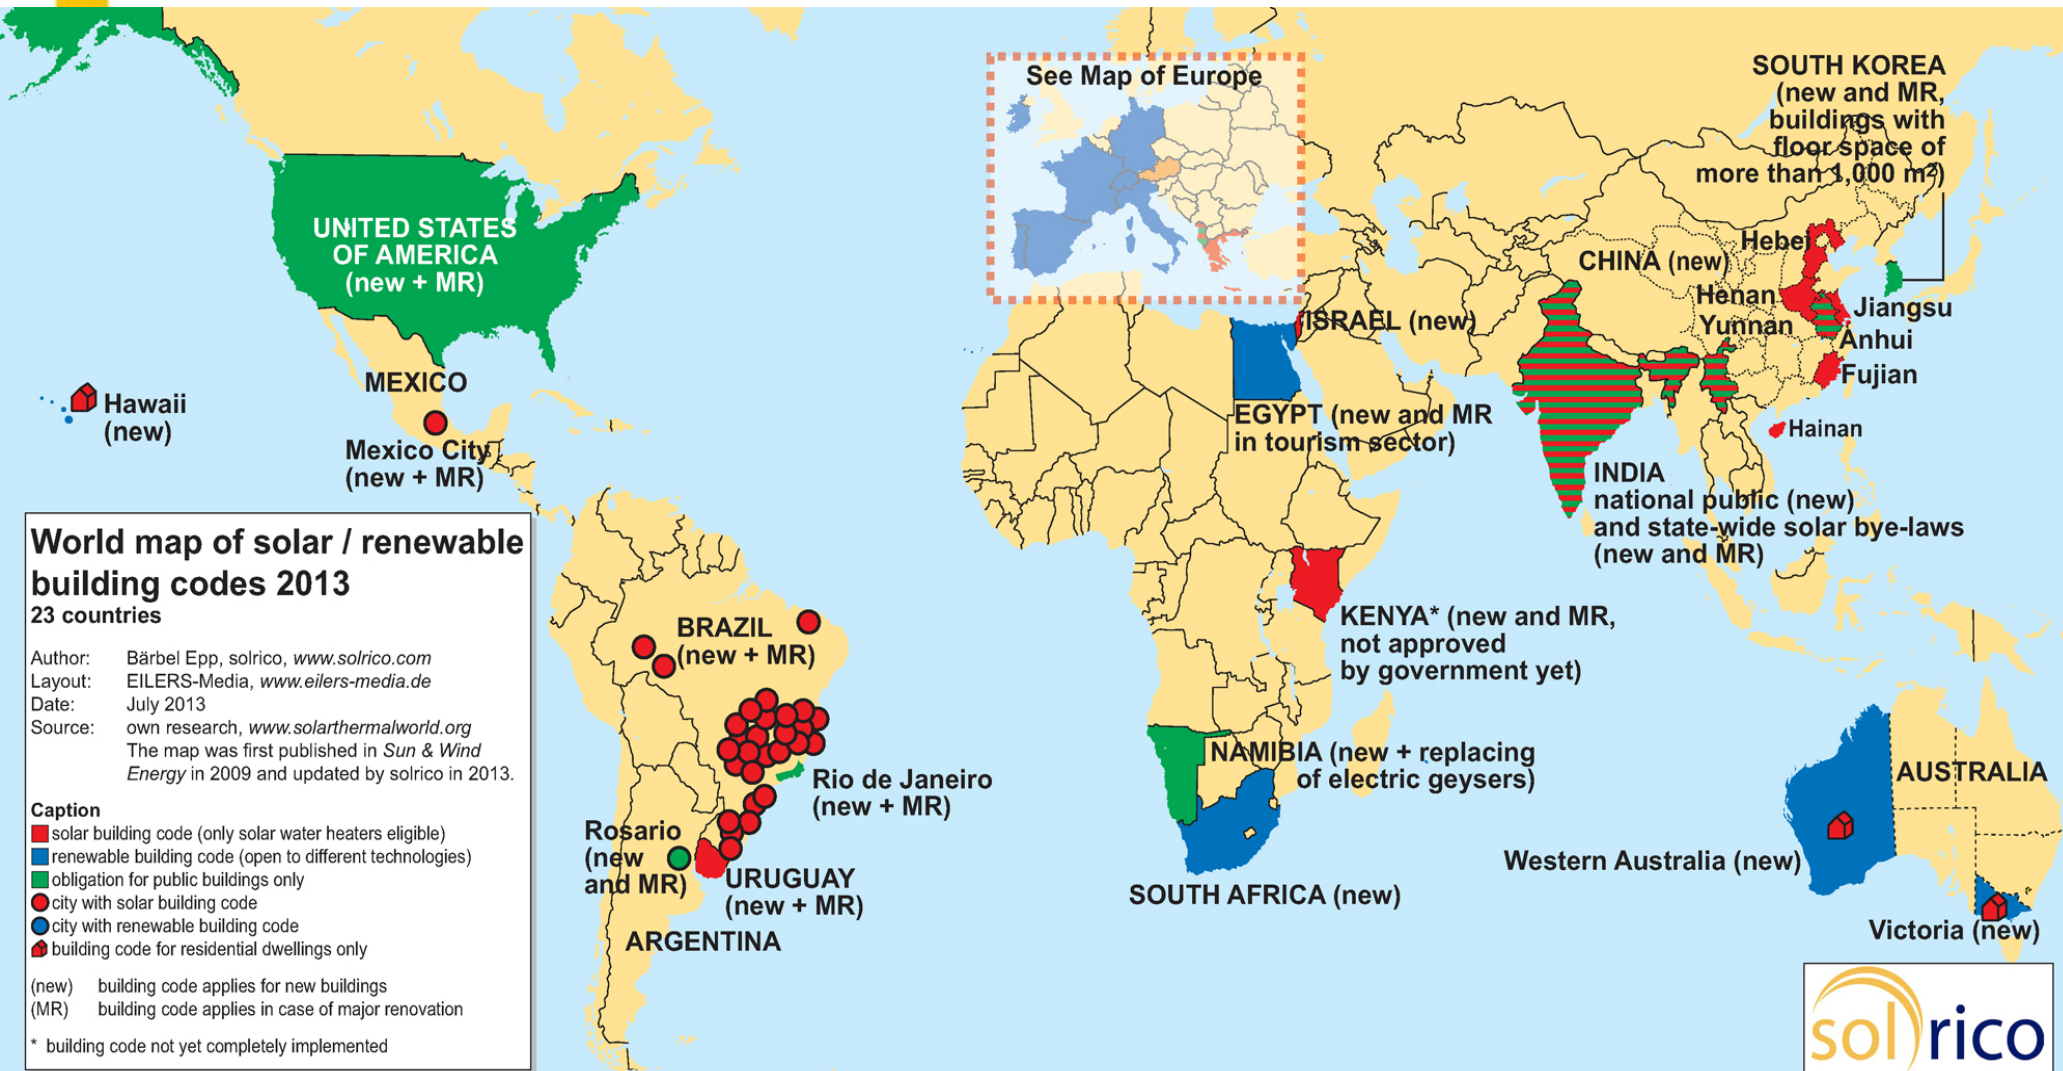 See Map of Europe
SOUTH KOREA
(new and MR,
buildings with
floor space of
more than 1,000 m²)
UNITED STATES
OF AMERICA
(new + MR)
Hebei
CHINA (new)
Henan
Jiangsu
Yunnan
Anhui
Fujian
Hainan
ISRAEL (new)
MEXICO
Mexico City
(new + MR)
Hawaii
(new)
EGYPT (new and MR
in tourism sector)
INDIA
national public (new)
and state-wide solar bye-laws
(new and MR)
KENYA* (new and MR,
not approved
by government yet)
BRAZIL
(new + MR)
Rio de Janeiro
(new + MR)
Rosario
(new
and MR)
URUGUAY
(new + MR)
ARGENTINA
NAMIBIA (new + replacing
of electric geysers)
SOUTH AFRICA (new)
AUSTRALIA
Western Australia (new)
Victoria (new)
World map of solar / renewable
building codes 2013
23 countries
Author: Bärbel Epp, solrico, www.solrico.com
Layout: EILERS-Media, www.eilers-media.de
Date: July 2013
Source: own research, www.solarthermalworld.org
The map was first published in Sun & Wind
Energy in 2009 and updated by solrico in 2013.
Caption
solar building code (only solar water heaters eligible)
renewable building code (open to different technologies)
obligation for public buildings only
city with solar building code
city with renewable building code
building code for residential dwellings only
(new) building code applies for new buildings
(MR) building code applies in case of major renovation
* building code not yet completely implemented
solrico